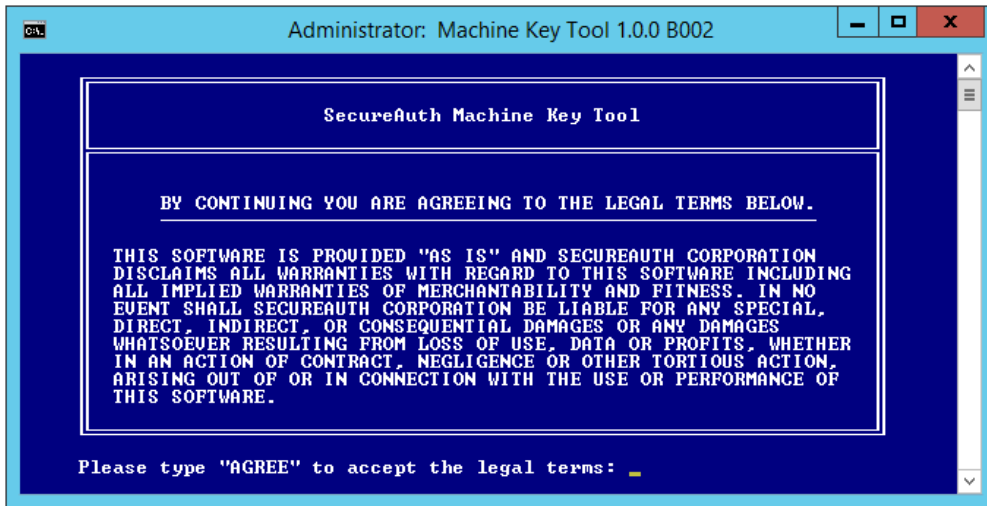 Administrator: Machine Key Tool 1.0.0 B002
SecureAuth Machine Key Tool
BY CONTINUING YOU ARE AGREEING TO THE LEGAL TERMS BELOW.
THIS SOFTWARE IS PROVIDED "AS IS" AND SECUREAUTH CORPORATION
DISCLAIMS ALL WARRANTIES WITH REGARD TO THIS SOFTWARE INCLUDING
ALL IMPLIED WARRANTIES OF MERCHANTABILITY AND FITNESS. IN NO
EVENT SHALL SECUREAUTH CORPORATION BE LIABLE FOR ANY SPECIAL,
DIRECT, INDIRECT, OR CONSEQUENTIAL DAMAGES OR ANY DAMAGES
WHATSOEVER RESULTING FROM LOSS OF USE, DATA OR PROFITS, WHETHER
IN AN ACTION OF CONTRACT, NEGLIGENCE OR OTHER TORTIOUS ACTION,
ARISING OUT OF OR IN CONNECTION WITH THE USE OR PERFORMANCE OF
THIS SOFTWARE.
Please type "AGREE" to accept the legal terms: _